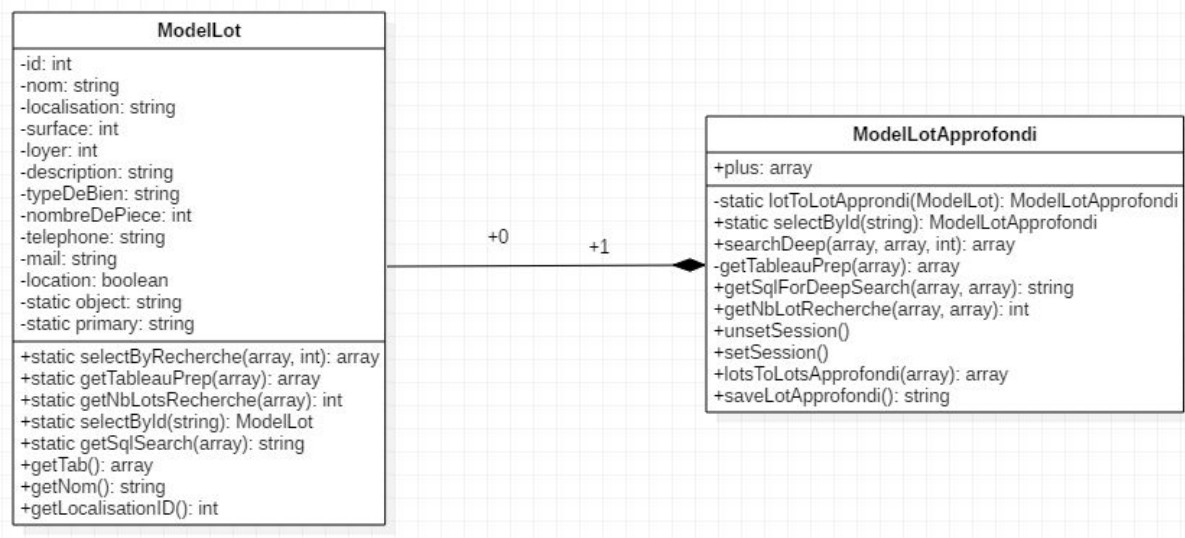 ModelLot
-id: int
-nom: string
-localisation: string
-surface: int
-loyer: int
-description: string
-typeDeBien: string
-nombreDePiece: int
-telephone: string
-mail: string
-location: boolean
-static object: string
-static primary: string
+static selectByRecherche(array, int): array
+static getTableauPrep(array): array
+static getNbLotsRecherche(array): int
+static selectById(string): ModelLot
+static getSqlSearch(array): string
+getTab(): array
+getNom(): string
+getLocalisationID(): int
+0
+1
ModelLotApprofondi
+plus: array
-static lotToLotApprondi(ModelLot): ModelLotApprofondi
+static selectById(string): ModelLotApprofondi
+searchDeep(array, array, int): array
-getTableauPrep(array): array
+getSqlForDeepSearch(array, array): string
+getNbLotRecherche(array, array): int
+unsetSession()
+setSession()
+lotsToLotsApprofondi(array): array
+saveLotApprofondi(): string